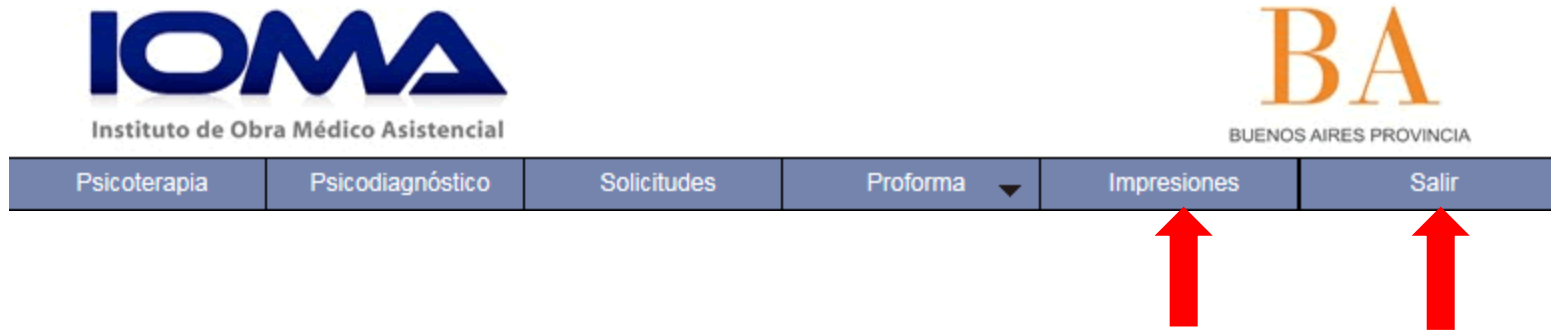 IOMA
Instituto de Obra Médico Asistencial
BA
BUENOS AIRES PROVINCIA
Psicoterapia Psicodiagnóstico Solicitudes Proforma Impresiones Salir